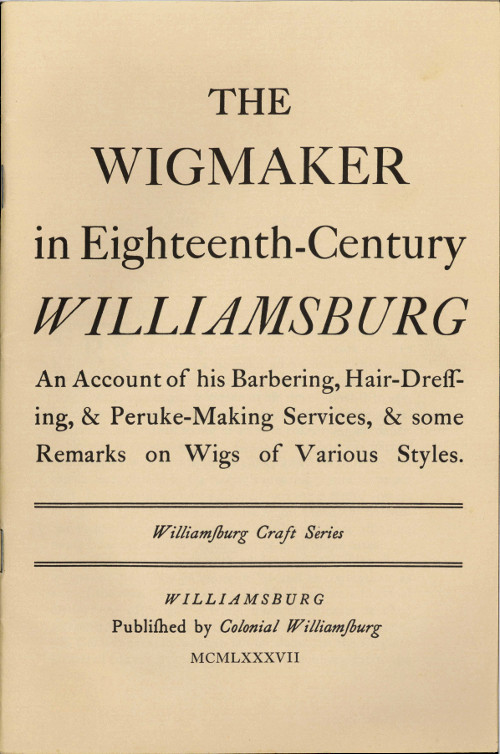 THE
WIGMAKER
in Eighteenth-Century
WILLIAMSBURG
An Account of his Barbering, Hair-Dreſſ-
ing, & Peruke-Making Services, & some
Remarks on Wigs of Various Styles.
Williamſburg Craft Series
WILLIAMSBURG
Publiſhed by Colonial Williamſburg
MCMLXXXVII